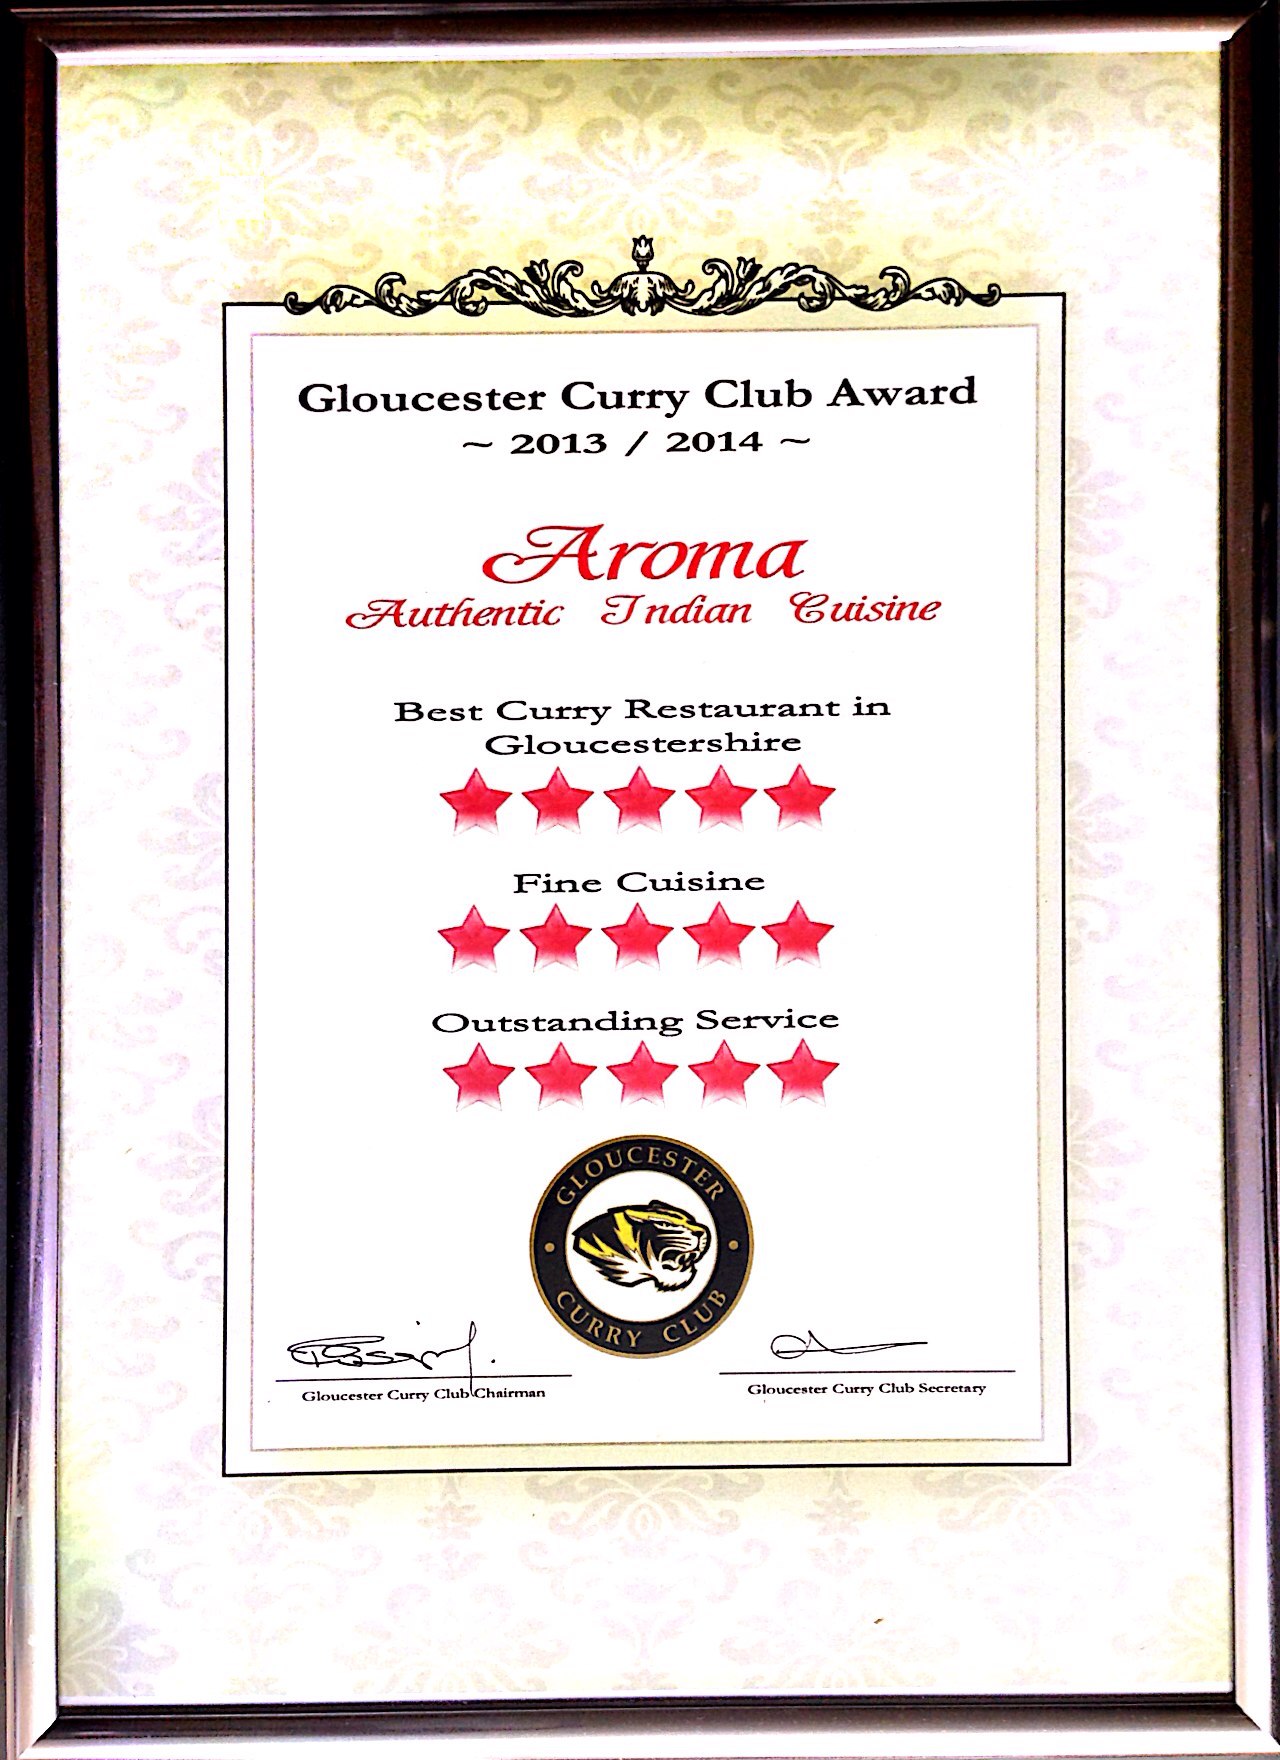 Gloucester Curry Club Award
~ 2013 / 2014 ~
Aroma
Authentic Indian Cuisine
Best Curry Restaurant in
Gloucestershire
Fine Cuisine
Outstanding Service
GLOUCESTER
CURRY CLUB
Gloucester Curry Club Chairman
Gloucester Curry Club Secretary